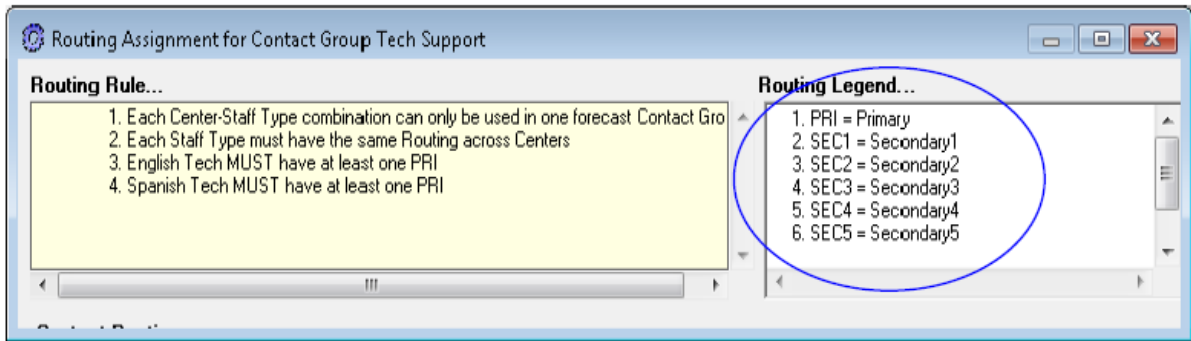 Routing Assignment for Contact Group Tech Support
Routing Rule...
1. Each Center-Staff Type combination can only be used in one forecast Contact Gro
2. Each Staff Type must have the same Routing across Centers
3. English Tech MUST have at least one PRI
4. Spanish Tech MUST have at least one PRI
Routing Legend...
1. PRI = Primary
2. SEC1 = Secondary1
3. SEC2 = Secondary2
4. SEC3 = Secondary3
5. SEC4 = Secondary4
6. SEC5 = Secondary5